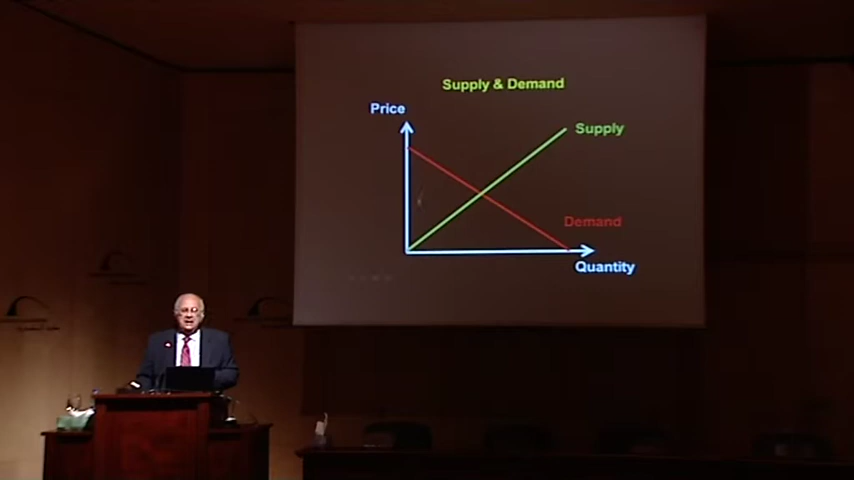 Supply & Demand
Price
Supply
Demand
Quantity